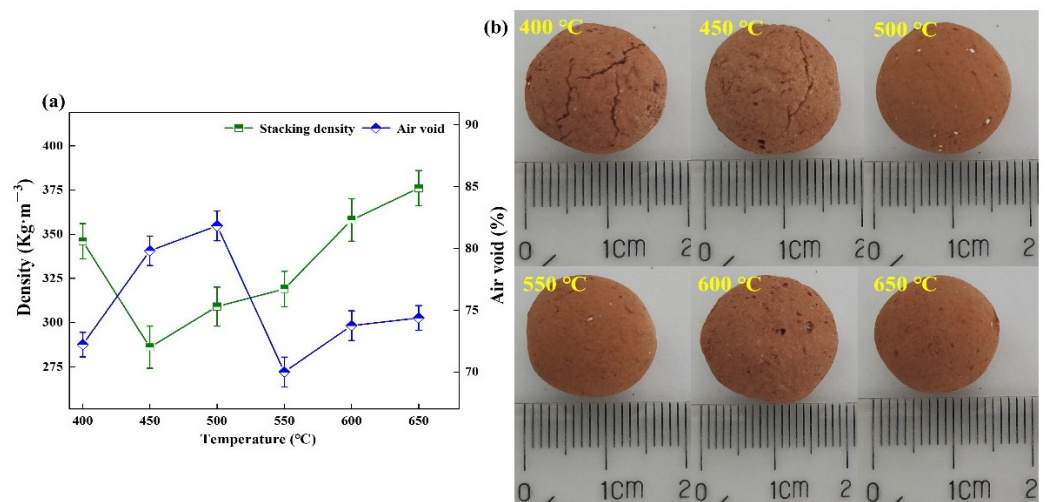 (a)
Stacking density
Air void
Density (Kg·m⁻³)
400
375
350
325
300
275
90
85
80
75
70
Air void (%)
400 450 500 550 600 650
Temperature (℃)
(b)
400 ℃
450 ℃
500 ℃
0 1cm 2
0 1cm 2
0 1cm 2
550 ℃
600 ℃
650 ℃
0 1cm 2
0 1cm 2
0 1cm 2